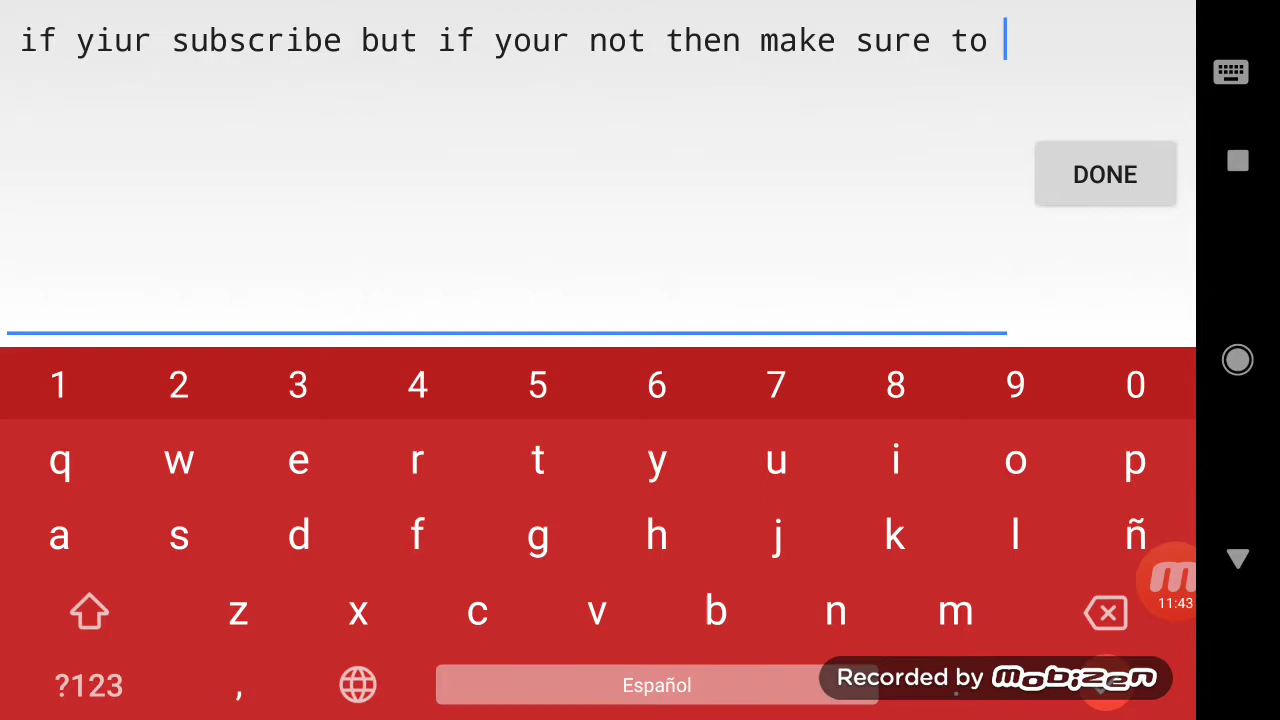 if yiur subscribe but if your not then make sure to
DONE
1 2 3 4 5 6 7 8 9 0
q w e r t y u i o p
a s d f g h j k l ñ
z x c v b n m
11:43
?123 , Español .
Recorded by mobizen